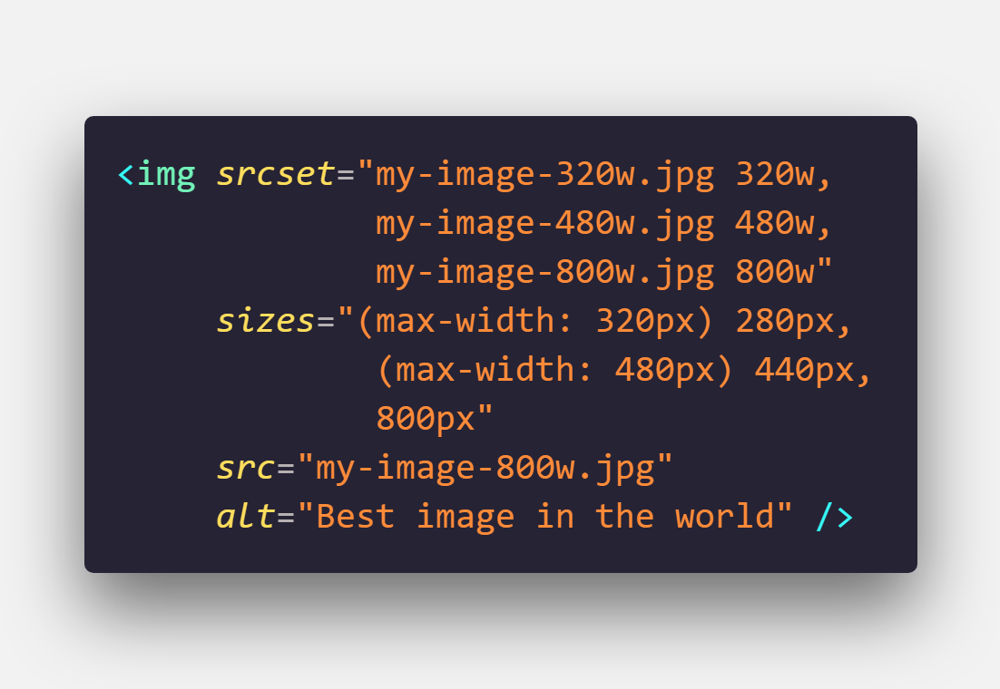 <img srcset="my-image-320w.jpg 320w,
my-image-480w.jpg 480w,
my-image-800w.jpg 800w"
sizes="(max-width: 320px) 280px,
(max-width: 480px) 440px,
800px"
src="my-image-800w.jpg"
alt="Best image in the world" />